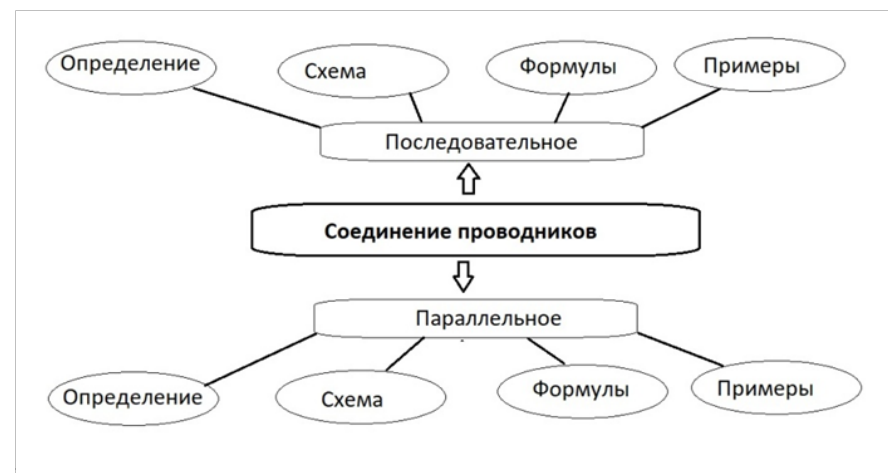 Определение
Схема
Формулы
Примеры
Последовательное
Соединение проводников
Параллельное
Определение
Схема
Формулы
Примеры